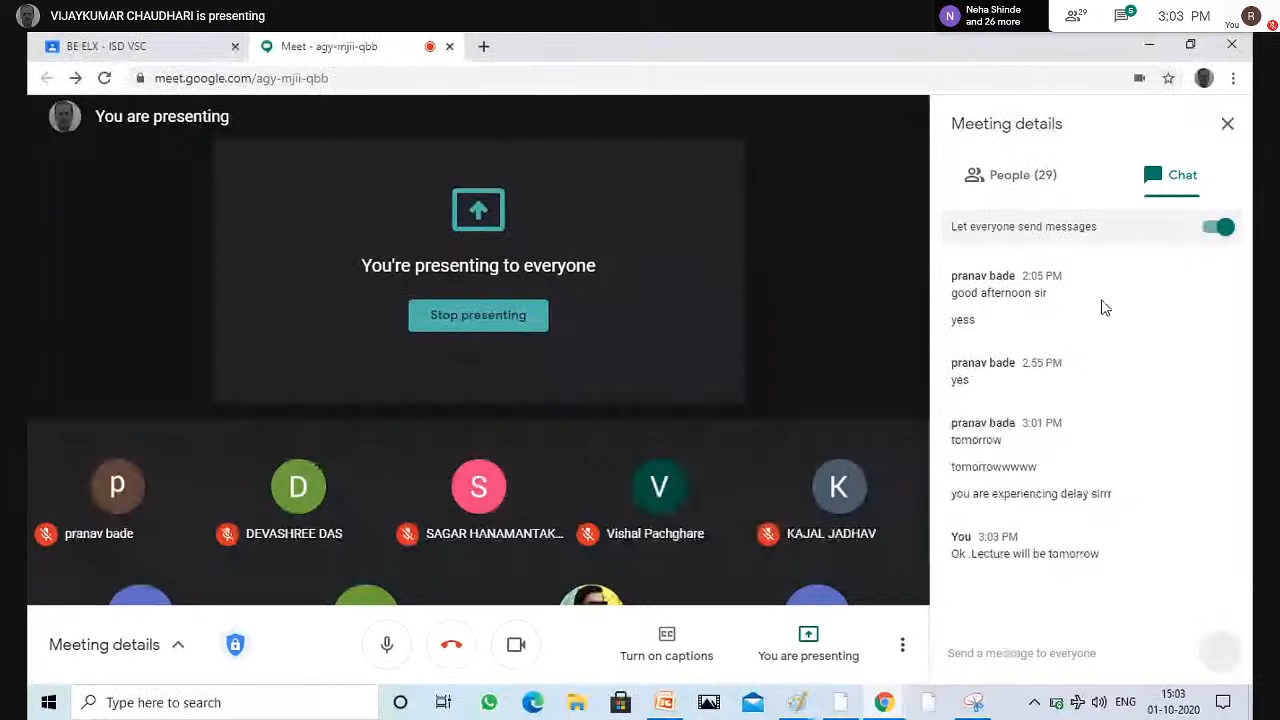 VIJAYKUMAR CHAUDHARI is presenting
N
Neha Shinde
and 26 more
29
5
3:03 PM
You
R
BE ELX - ISD VSC
Meet - agy-mjii-qbb
meet.google.com/agy-mjii-qbb
You are presenting
You're presenting to everyone
Stop presenting
p
D
S
V
K
pranav bade
DEVASHREE DAS
SAGAR HANAMANTAK...
Vishal Pachghare
KAJAL JADHAV
Meeting details
Turn on captions
You are presenting
Meeting details
People (29)
Chat
Let everyone send messages
pranav bade 2:05 PM
good afternoon sir
yess
pranav bade 2:55 PM
yes
pranav bade 3:01 PM
tomorrow
tomorrowwwww
you are experiencing delay sirrr
You 3:03 PM
Ok .Lecture will be tomorrow
Send a message to everyone
Type here to search
ENG
15:03
01-10-2020